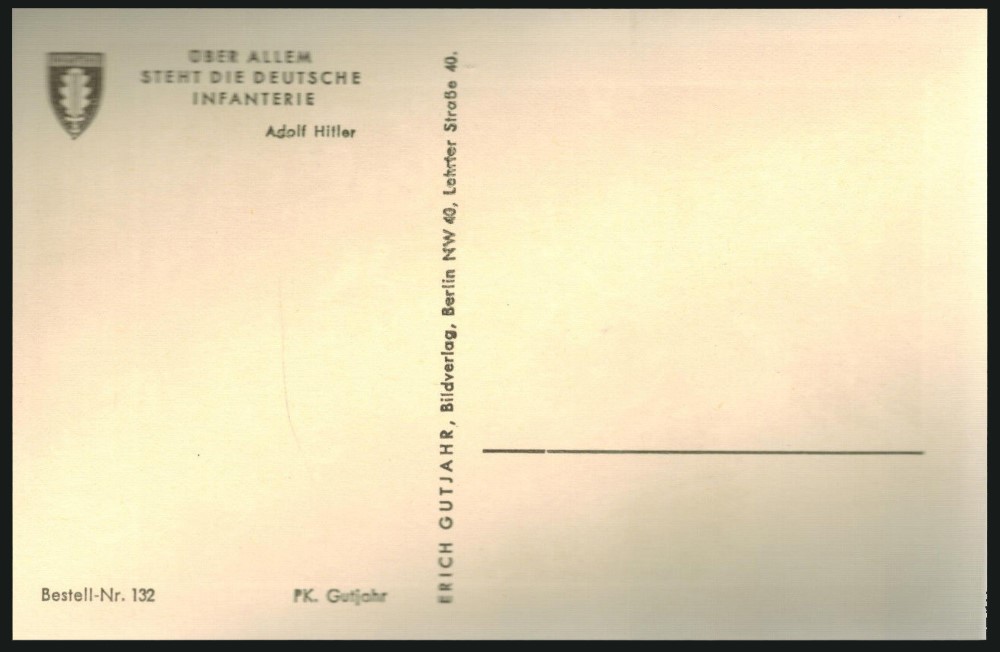 ÜBER ALLEM
STEHT DIE DEUTSCHE
INFANTERIE
Adolf Hitler
ERICH GUTJAHR, Bildverlag, Berlin NW 40, Lehrter Straße 40.
Bestell-Nr. 132
PK. Gutjahr